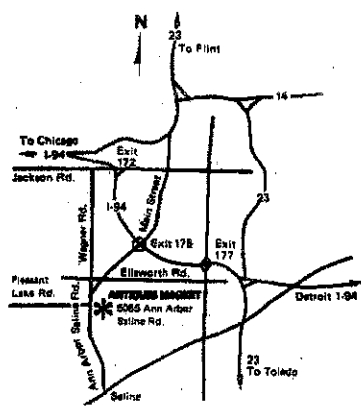 N
23
To Flint
14
To Chicago
I-94
Exit
172
Jackson Rd.
Wagner Rd.
I-94
Main Street
23
Exit 175
Exit
177
Ellsworth Rd.
Pleasant
Lake Rd.
ANTIQUES MARKET
5055 Ann Arbor
Saline Rd.
Ann Arbor Saline Rd.
Detroit I-94
23
To Toledo
Saline